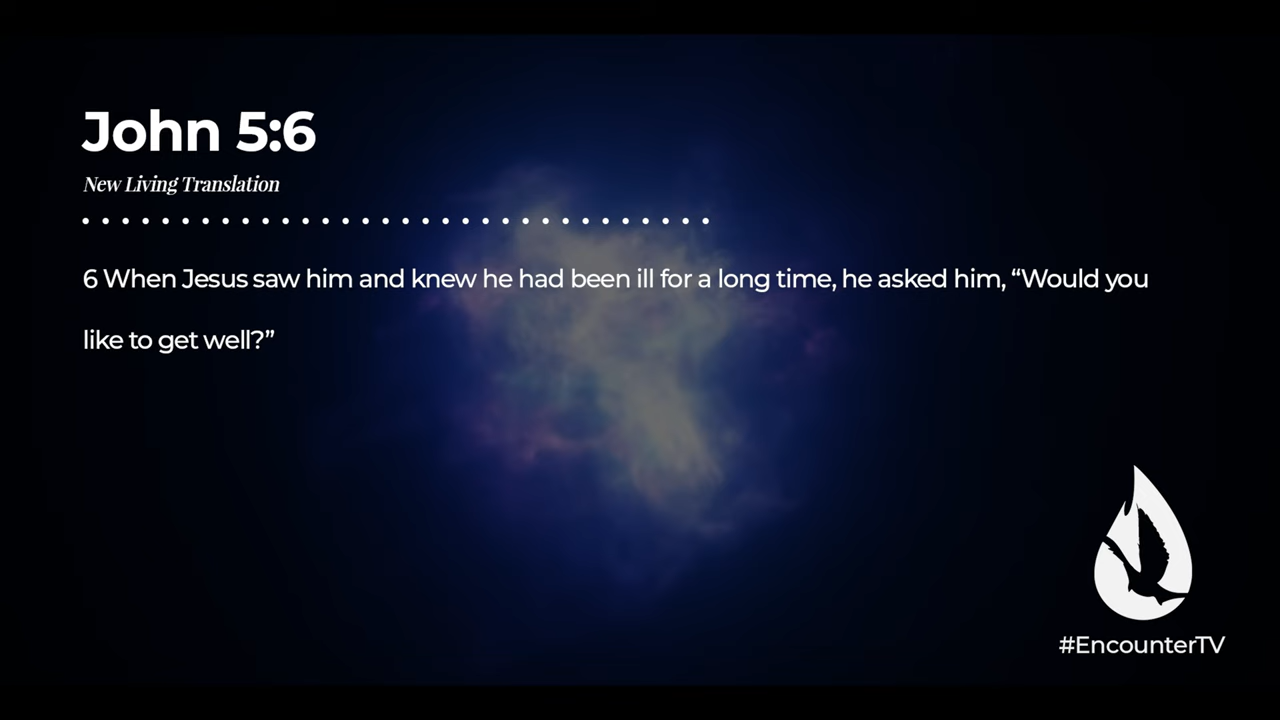 John 5:6
New Living Translation
6 When Jesus saw him and knew he had been ill for a long time, he asked him, “Would you
like to get well?”
#EncounterTV